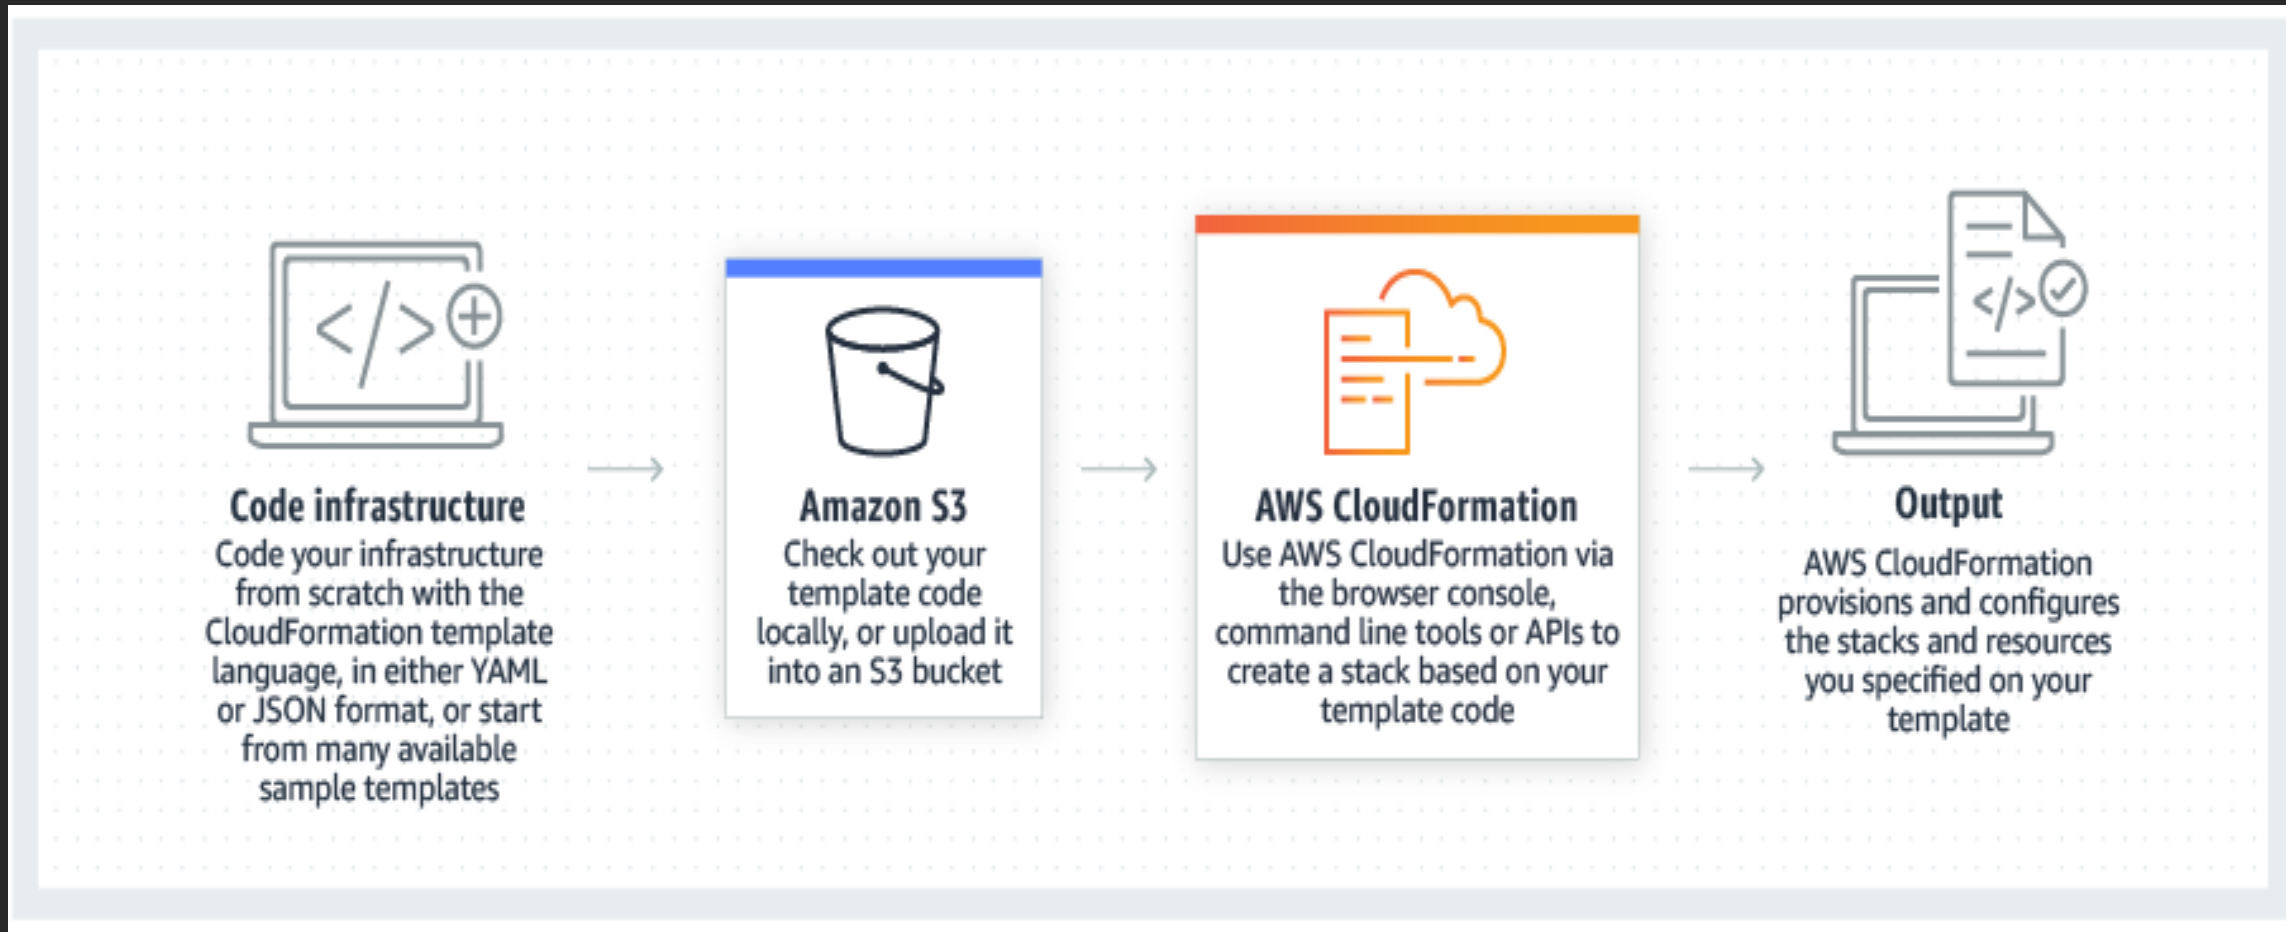 Code infrastructure
Code your infrastructure
from scratch with the
CloudFormation template
language, in either YAML
or JSON format, or start
from many available
sample templates
Amazon S3
Check out your
template code
locally, or upload it
into an S3 bucket
AWS CloudFormation
Use AWS CloudFormation via
the browser console,
command line tools or APIs to
create a stack based on your
template code
Output
AWS CloudFormation
provisions and configures
the stacks and resources
you specified on your
template